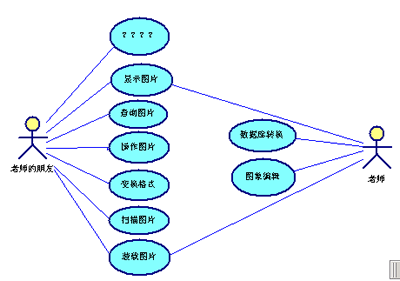 ????
显示图片
查询图片
操作图片
变换格式
扫描图片
装载图片
老师的朋友
数据库转换
图象编辑
老师